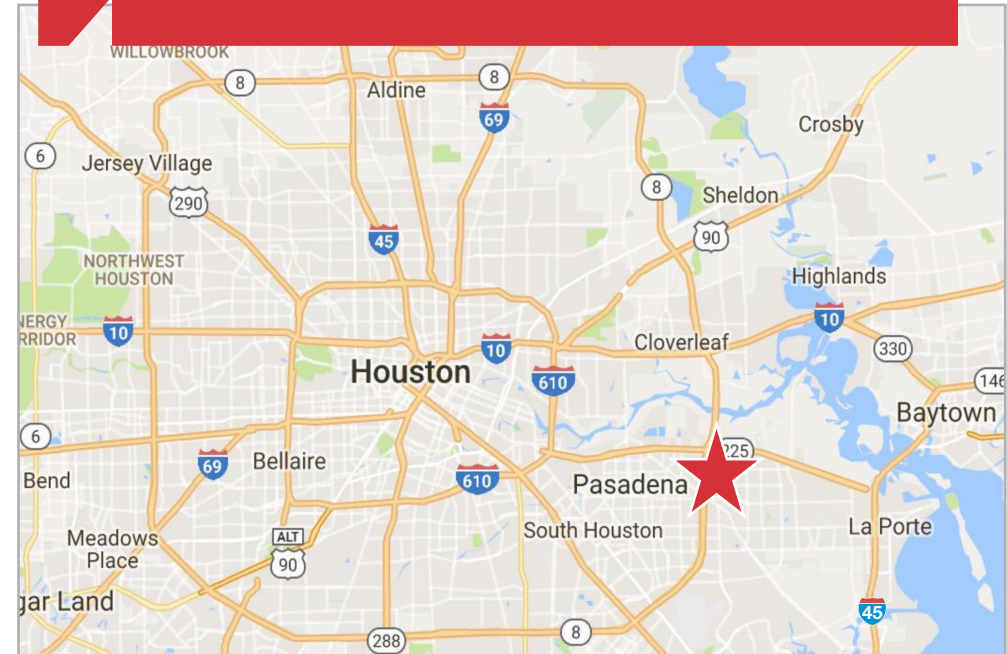 WILLOWBROOK
8
8
Aldine
69
Crosby
6
Jersey Village
8
Sheldon
290
90
45
NORTHWEST
HOUSTON
Highlands
10
NERGY
RRIDOR
10
10
Cloverleaf
330
Houston
610
146
Baytown
6
69
Bellaire
225
Bend
610
Pasadena
South Houston
La Porte
Meadows
Place
ALT
90
gar Land
45
288
8